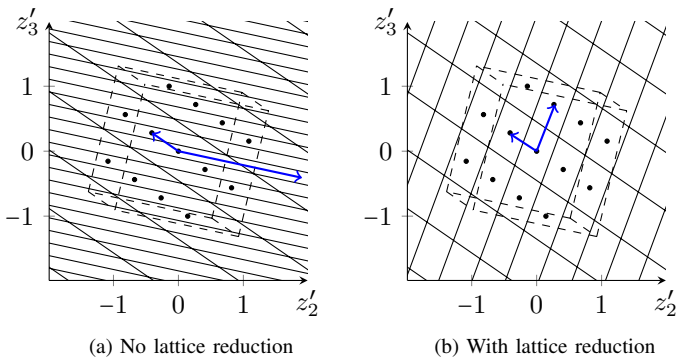 z′₃ z′₃
1 1
0 0
−1 −1
−1 0 1 z′₂ −1 0 1 z′₂
(a) No lattice reduction (b) With lattice reduction